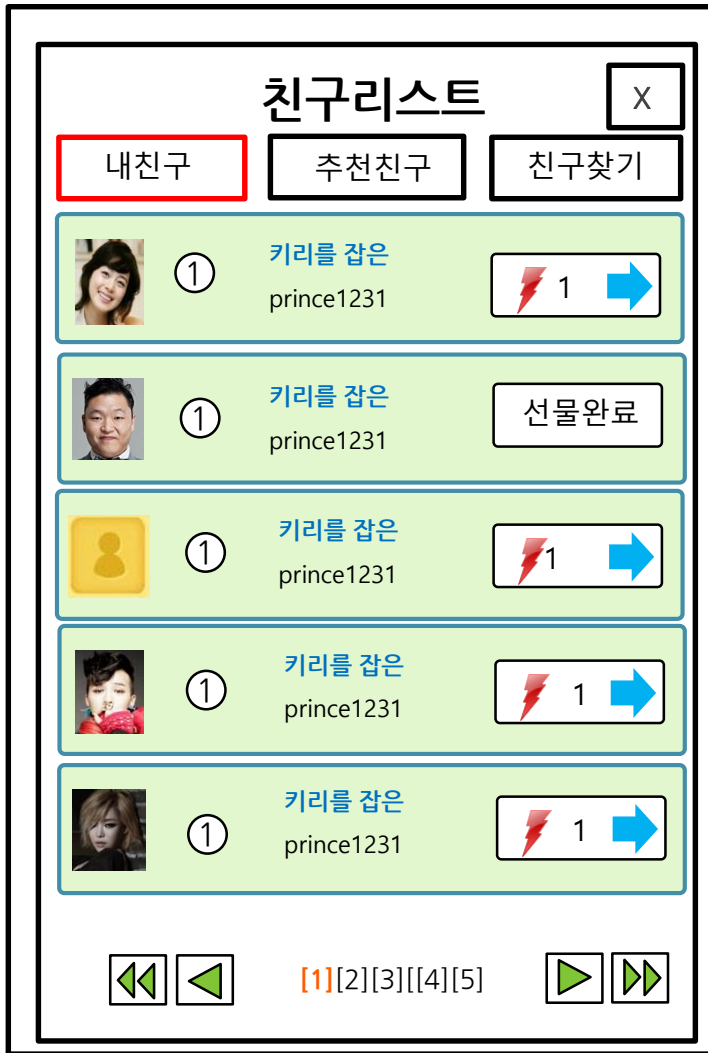 친구리스트
X
내친구
추천친구
친구찾기
①
키리를 잡은
prince1231
1
①
키리를 잡은
prince1231
선물완료
①
키리를 잡은
prince1231
1
①
키리를 잡은
prince1231
1
①
키리를 잡은
prince1231
1
[1][2][3][[4][5]